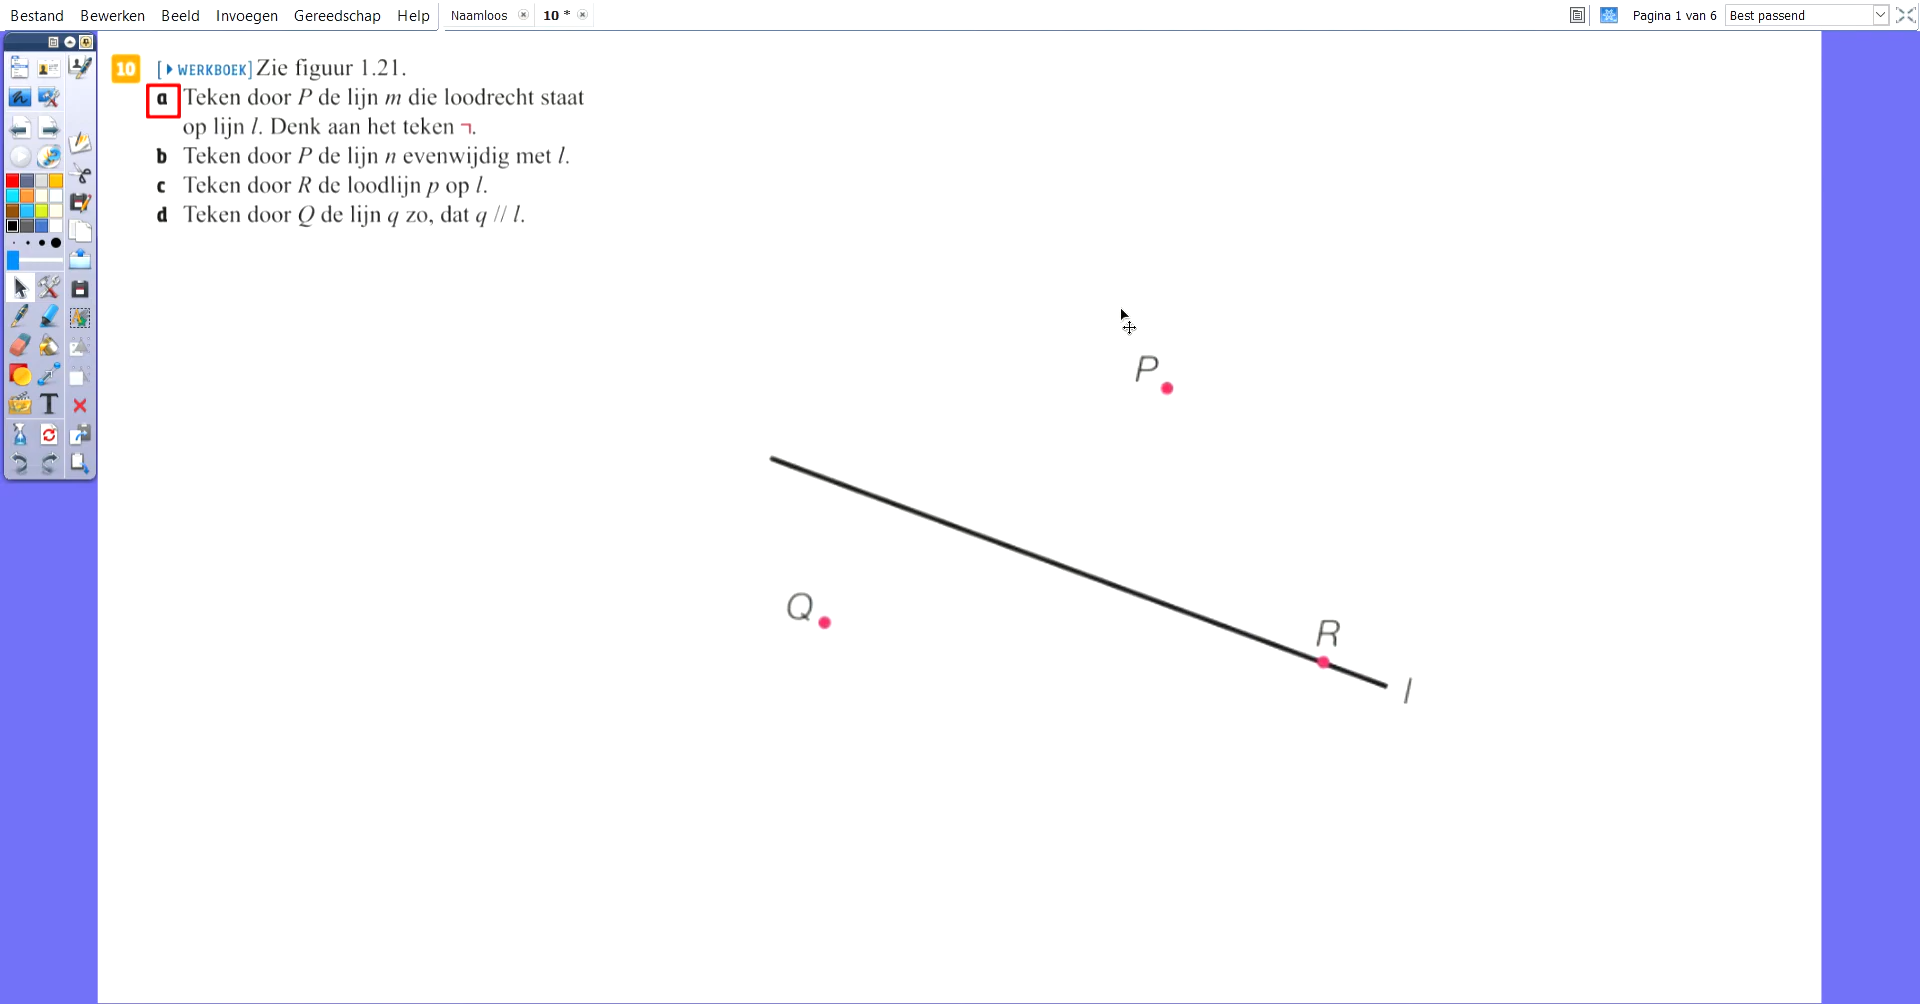 Bestand Bewerken Beeld Invoegen Gereedschap Help Naamloos 10 * Pagina 1 van 6 Best passend
10 [▸WERKBOEK] Zie figuur 1.21.
a Teken door P de lijn m die loodrecht staat
op lijn l. Denk aan het teken ¬.
b Teken door P de lijn n evenwijdig met l.
c Teken door R de loodlijn p op l.
d Teken door Q de lijn q zo, dat q // l.
P
Q
R
l